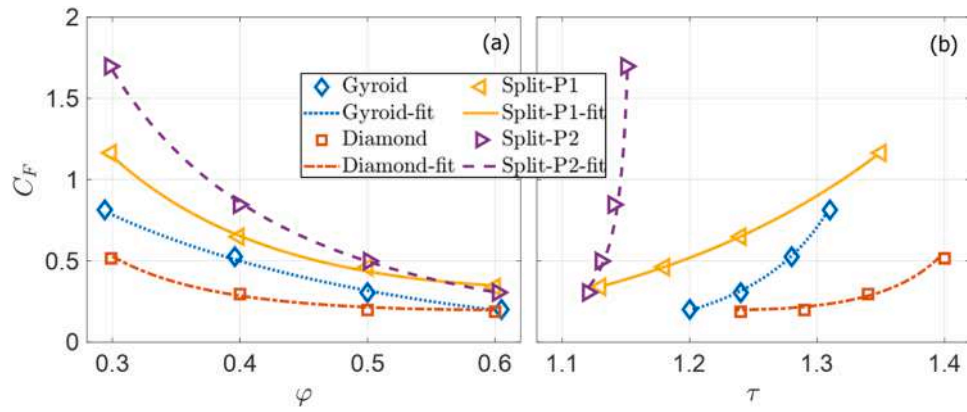 2
(a)
(b)
1.5
Gyroid
Split-P1
Gyroid-fit
Split-P1-fit
Diamond
Split-P2
Diamond-fit
Split-P2-fit
C_F
1
0.5
0
0.3 0.4 0.5 0.6
1.1 1.2 1.3 1.4
φ
τ